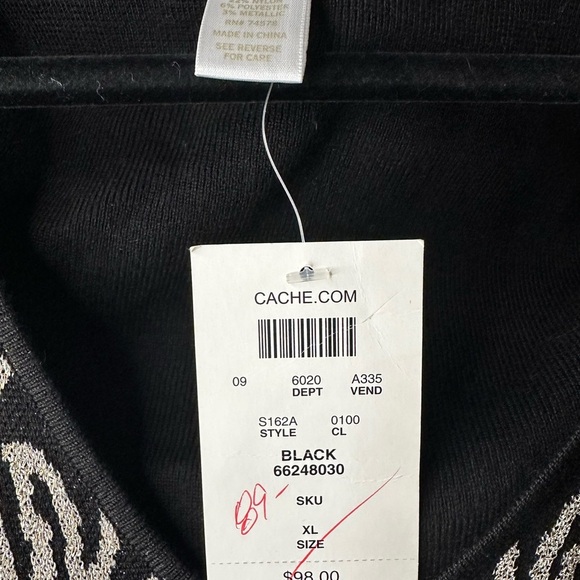 6% POLYESTER
3% METALLIC
RN# 74578
MADE IN CHINA
SEE REVERSE
FOR CARE
CACHE.COM
09 6020 A335
DEPT VEND
S162A 0100
STYLE CL
BLACK
66248030
89-
SKU
XL
SIZE
$98.00